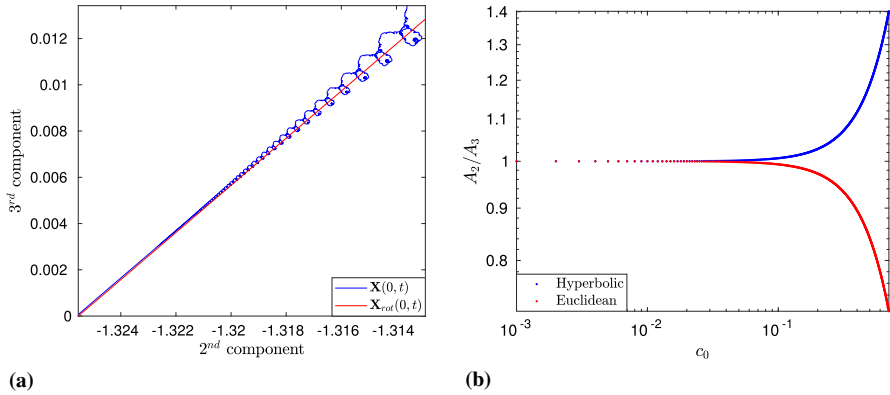 0.012
0.01
0.008
0.006
0.004
0.002
0
3rd component
-1.324
-1.322
-1.32
-1.318
-1.316
-1.314
2nd component
X(0, t)
Xrot(0, t)
(a)
1.4
1.3
1.2
1.1
1
0.9
0.8
A2/A3
Hyperbolic
Euclidean
10-3
10-2
10-1
c0
(b)